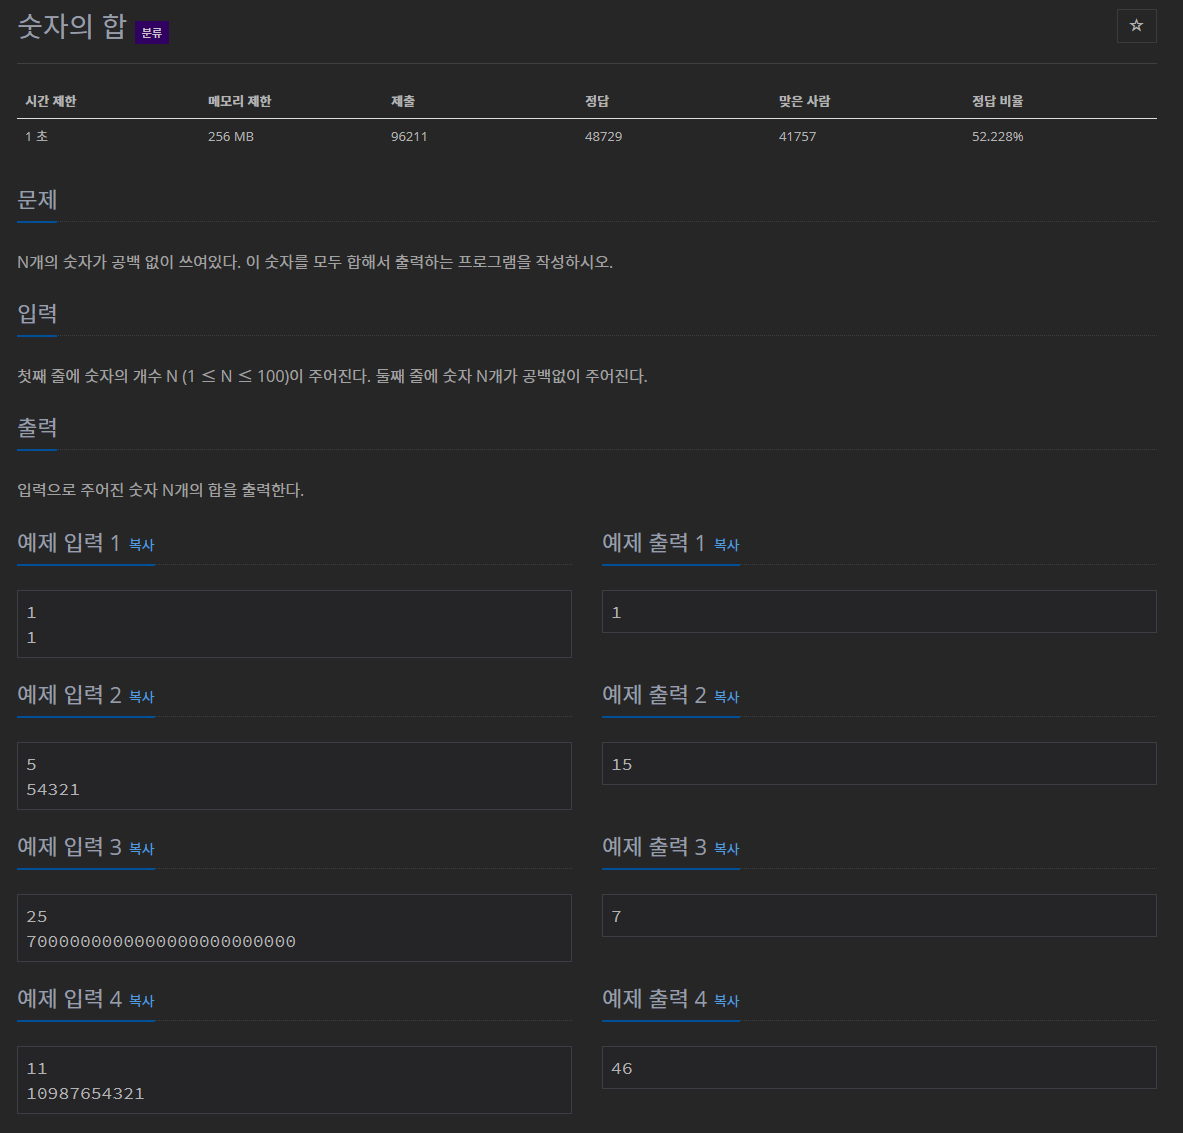 숫자의 합 분류
☆
시간 제한 메모리 제한 제출 정답 맞은 사람 정답 비율
1 초 256 MB 96211 48729 41757 52.228%
문제
N개의 숫자가 공백 없이 쓰여있다. 이 숫자를 모두 합해서 출력하는 프로그램을 작성하시오.
입력
첫째 줄에 숫자의 개수 N (1 ≤ N ≤ 100)이 주어진다. 둘째 줄에 숫자 N개가 공백없이 주어진다.
출력
입력으로 주어진 숫자 N개의 합을 출력한다.
예제 입력 1 복사
1
1
예제 출력 1 복사
1
예제 입력 2 복사
5
54321
예제 출력 2 복사
15
예제 입력 3 복사
25
7000000000000000000000000
예제 출력 3 복사
7
예제 입력 4 복사
11
10987654321
예제 출력 4 복사
46